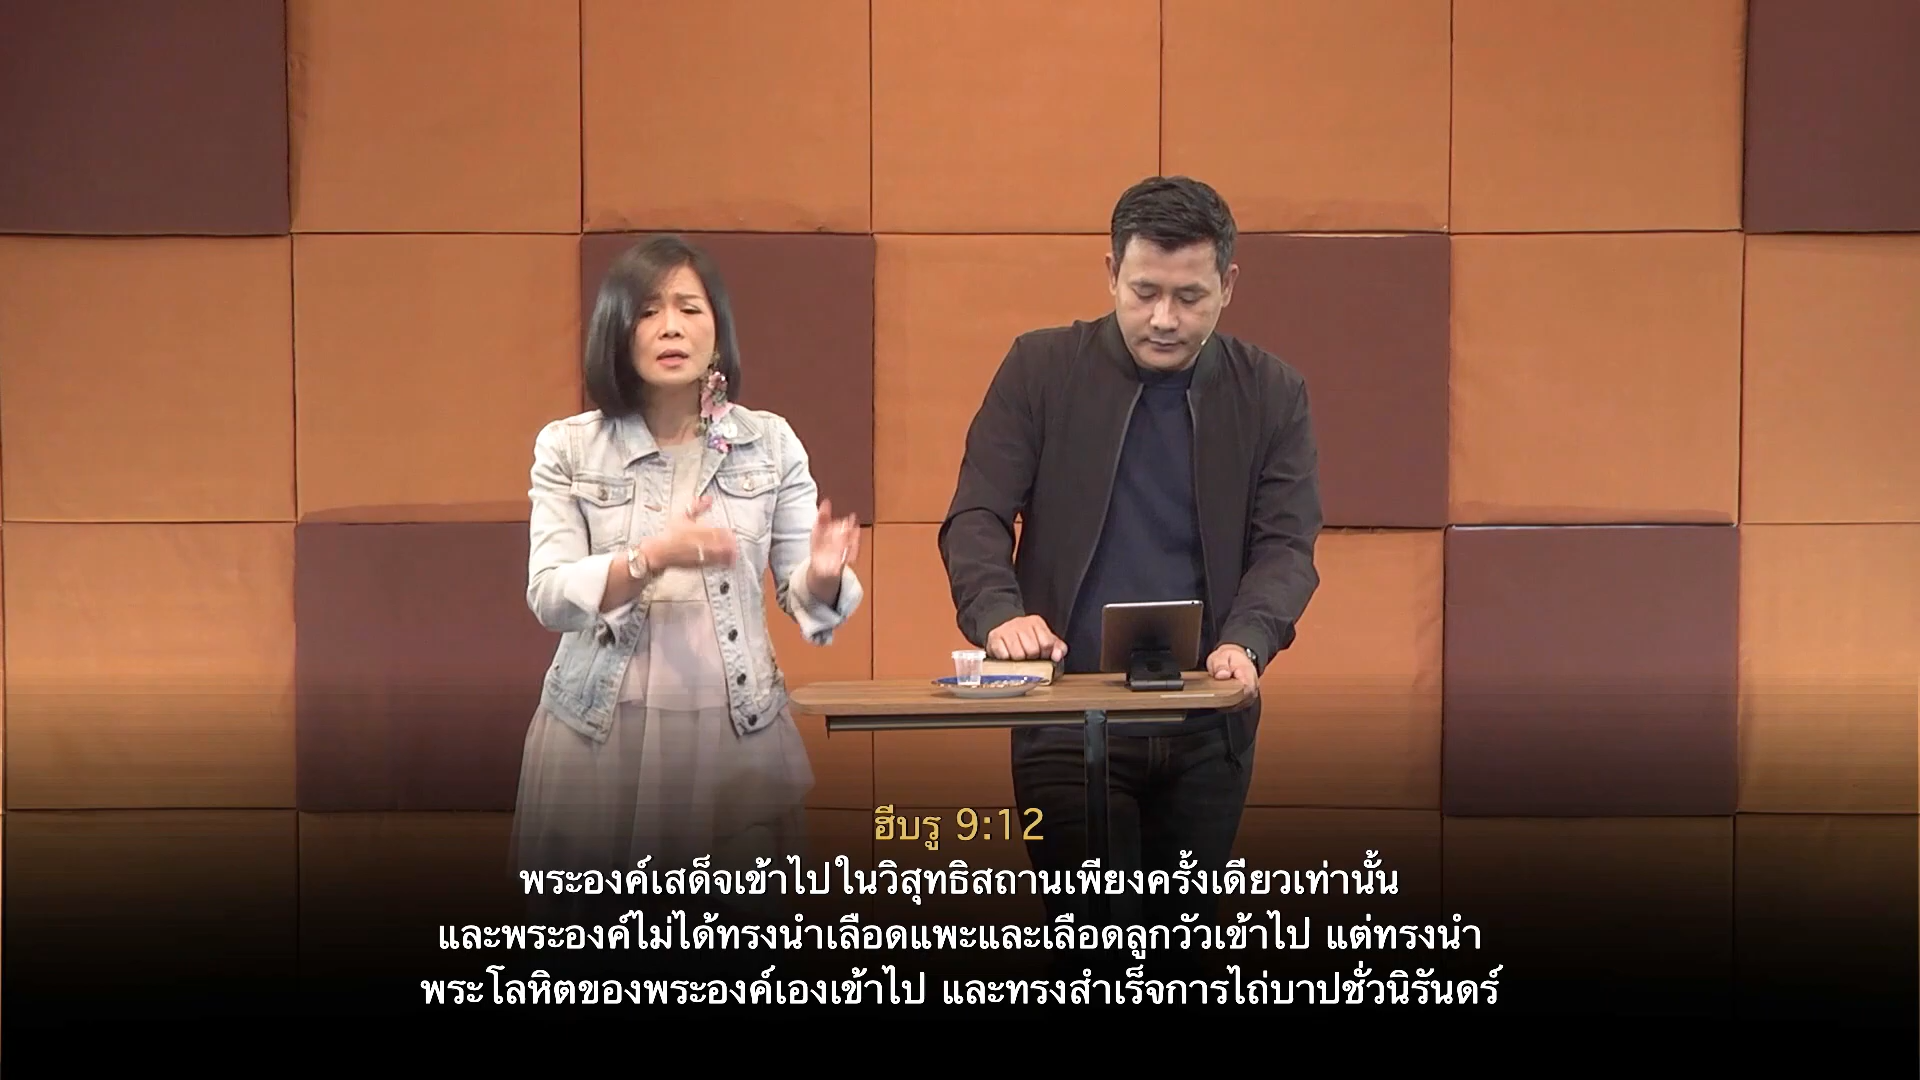 ฮีบรู 9:12
พระองค์เสด็จเข้าไปในวิสุทธิสถานเพียงครั้งเดียวเท่านั้น
และพระองค์ไม่ได้ทรงนำเลือดแพะและเลือดลูกวัวเข้าไป แต่ทรงนำ
พระโลหิตของพระองค์เองเข้าไป และทรงสำเร็จการไถ่บาปชั่วนิรันดร์